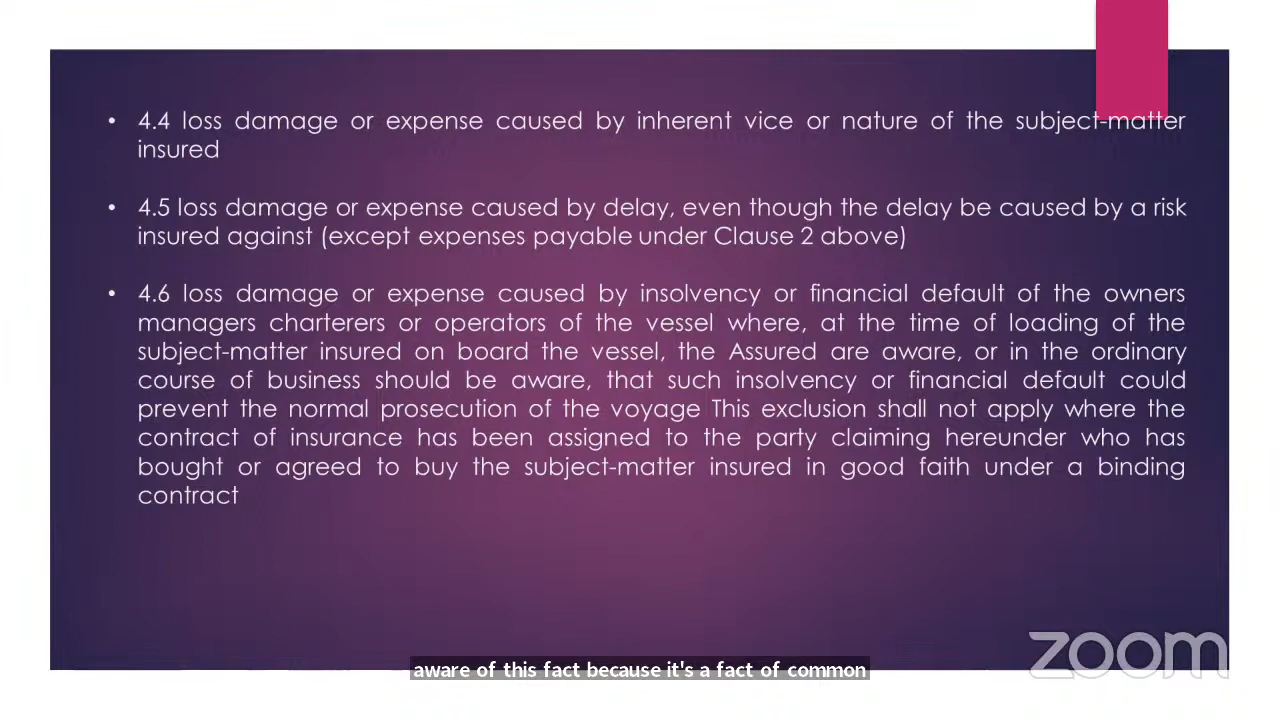 • 4.4 loss damage or expense caused by inherent vice or nature of the subject-matter
insured
• 4.5 loss damage or expense caused by delay, even though the delay be caused by a risk
insured against (except expenses payable under Clause 2 above)
• 4.6 loss damage or expense caused by insolvency or financial default of the owners
managers charterers or operators of the vessel where, at the time of loading of the
subject-matter insured on board the vessel, the Assured are aware, or in the ordinary
course of business should be aware, that such insolvency or financial default could
prevent the normal prosecution of the voyage This exclusion shall not apply where the
contract of insurance has been assigned to the party claiming hereunder who has
bought or agreed to buy the subject-matter insured in good faith under a binding
contract
zoom
aware of this fact because it's a fact of common